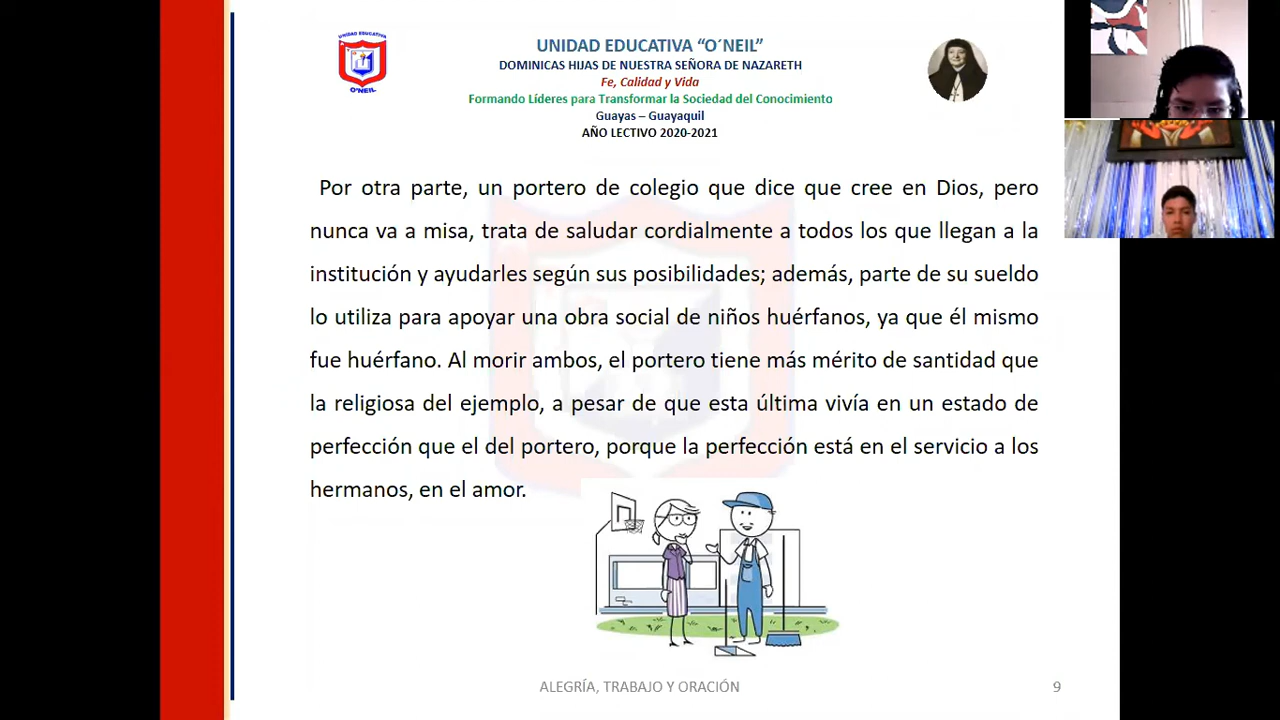 UNIDAD EDUCATIVA
O'NEIL
UNIDAD EDUCATIVA “O´NEIL”
DOMINICAS HIJAS DE NUESTRA SEÑORA DE NAZARETH
Fe, Calidad y Vida
Formando Líderes para Transformar la Sociedad del Conocimiento
Guayas – Guayaquil
AÑO LECTIVO 2020-2021
Por otra parte, un portero de colegio que dice que cree en Dios, pero
nunca va a misa, trata de saludar cordialmente a todos los que llegan a la
institución y ayudarles según sus posibilidades; además, parte de su sueldo
lo utiliza para apoyar una obra social de niños huérfanos, ya que él mismo
fue huérfano. Al morir ambos, el portero tiene más mérito de santidad que
la religiosa del ejemplo, a pesar de que esta última vivía en un estado de
perfección que el del portero, porque la perfección está en el servicio a los
hermanos, en el amor.
ALEGRÍA, TRABAJO Y ORACIÓN
9